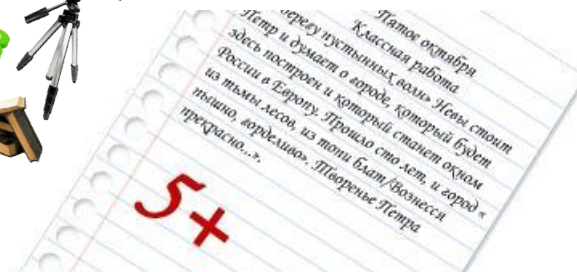 Пятое октября
Классная работа
берегу пустынных волн» Невы стоит
Петр и думает о городе, который будет
здесь построен и который станет окном
России в Европу. Прошло сто лет, и город «
из тьмы лесов, из топи блат/Вознесся
пышно, горделиво». Творенье Петра
прекрасно...».
5+